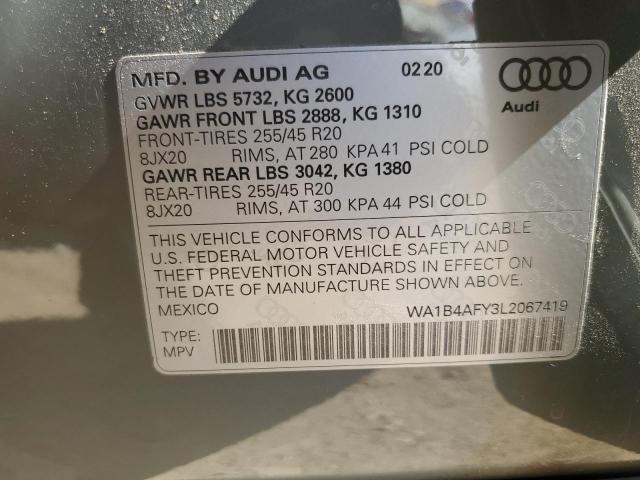 MFD. BY AUDI AG 0220
Audi
GVWR LBS 5732, KG 2600
GAWR FRONT LBS 2888, KG 1310
FRONT-TIRES 255/45 R20
8JX20 RIMS, AT 280 KPA 41 PSI COLD
GAWR REAR LBS 3042, KG 1380
REAR-TIRES 255/45 R20
8JX20 RIMS, AT 300 KPA 44 PSI COLD
THIS VEHICLE CONFORMS TO ALL APPLICABLE
U.S. FEDERAL MOTOR VEHICLE SAFETY AND
THEFT PREVENTION STANDARDS IN EFFECT ON
THE DATE OF MANUFACTURE SHOWN ABOVE.
MEXICO WA1B4AFY3L2067419
TYPE:
MPV